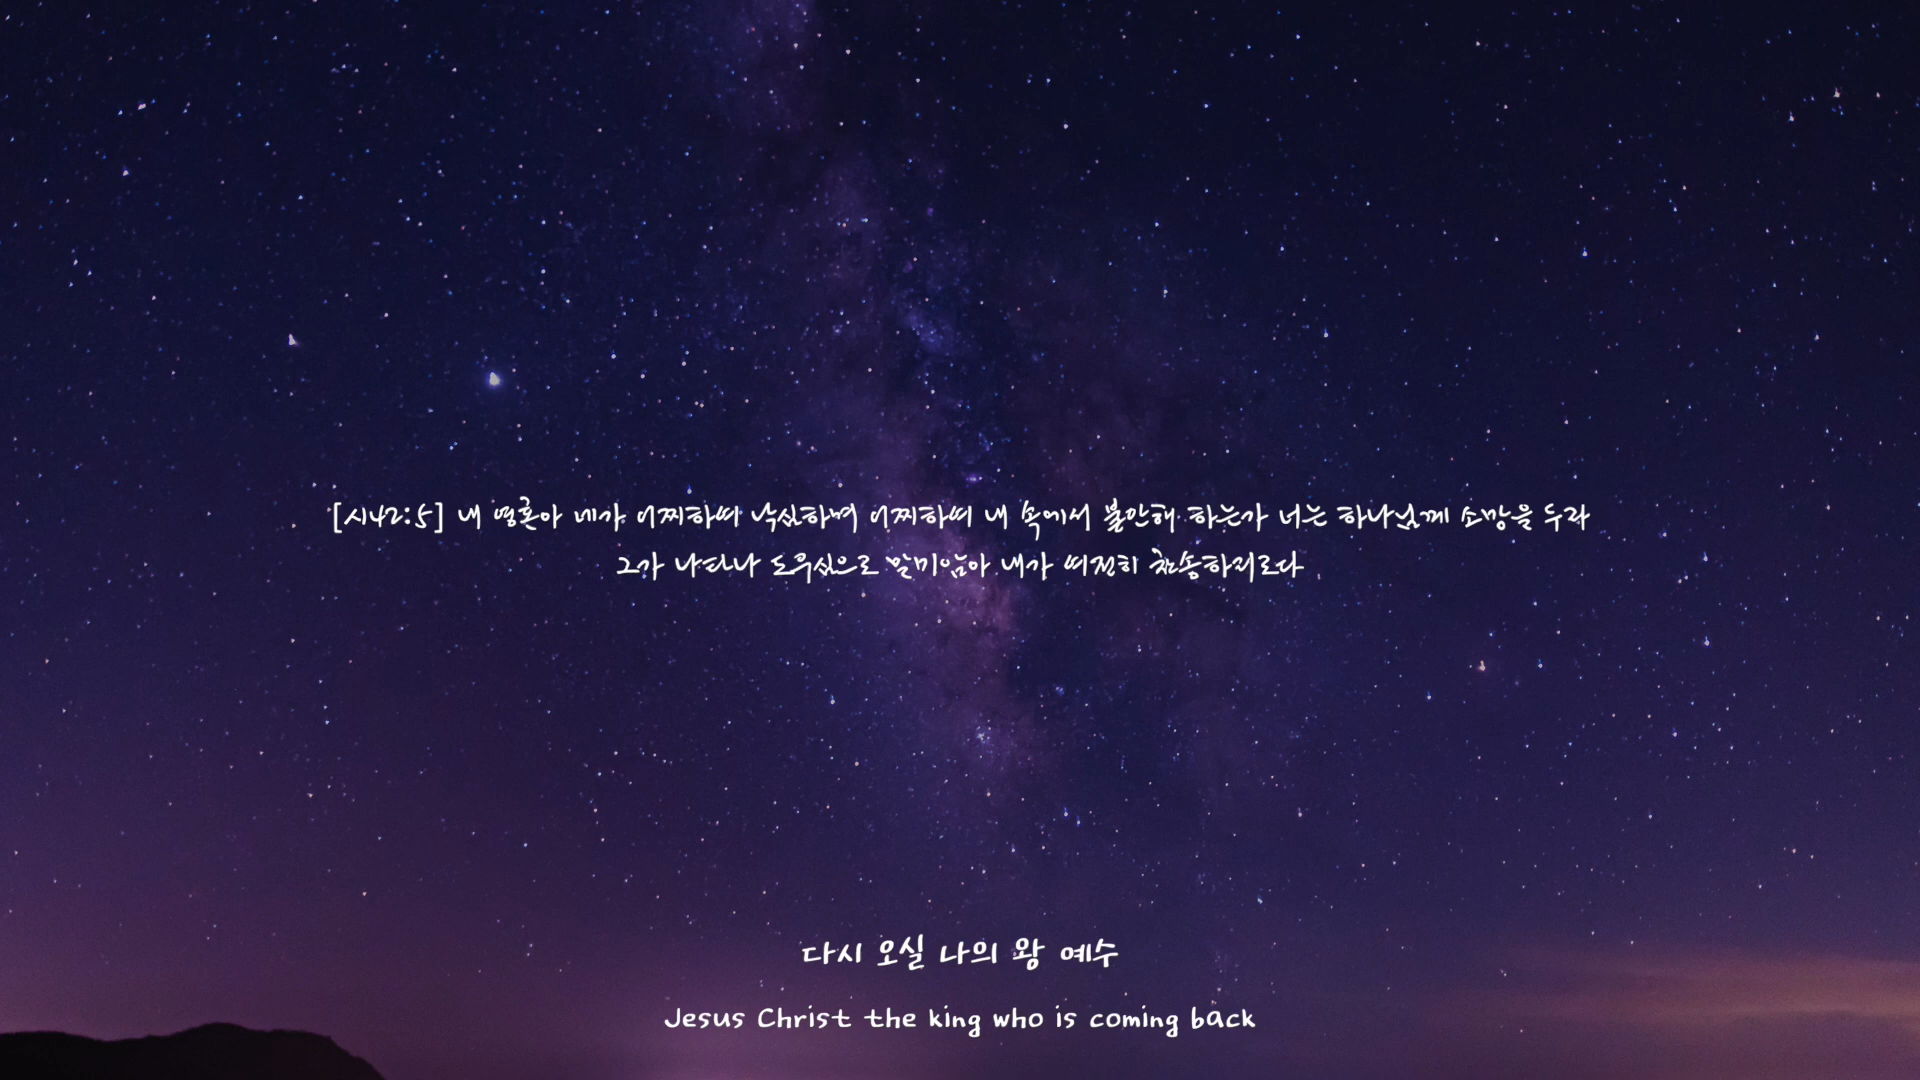 [시42:5] 내 영혼아 네가 어찌하여 낙심하며 어찌하여 내 속에서 불안해 하는가 너는 하나님께 소망을 두라
그가 나타나 도우심으로 말미암아 내가 여전히 찬송하리로다
다시 오실 나의 왕 예수
Jesus Christ the king who is coming back